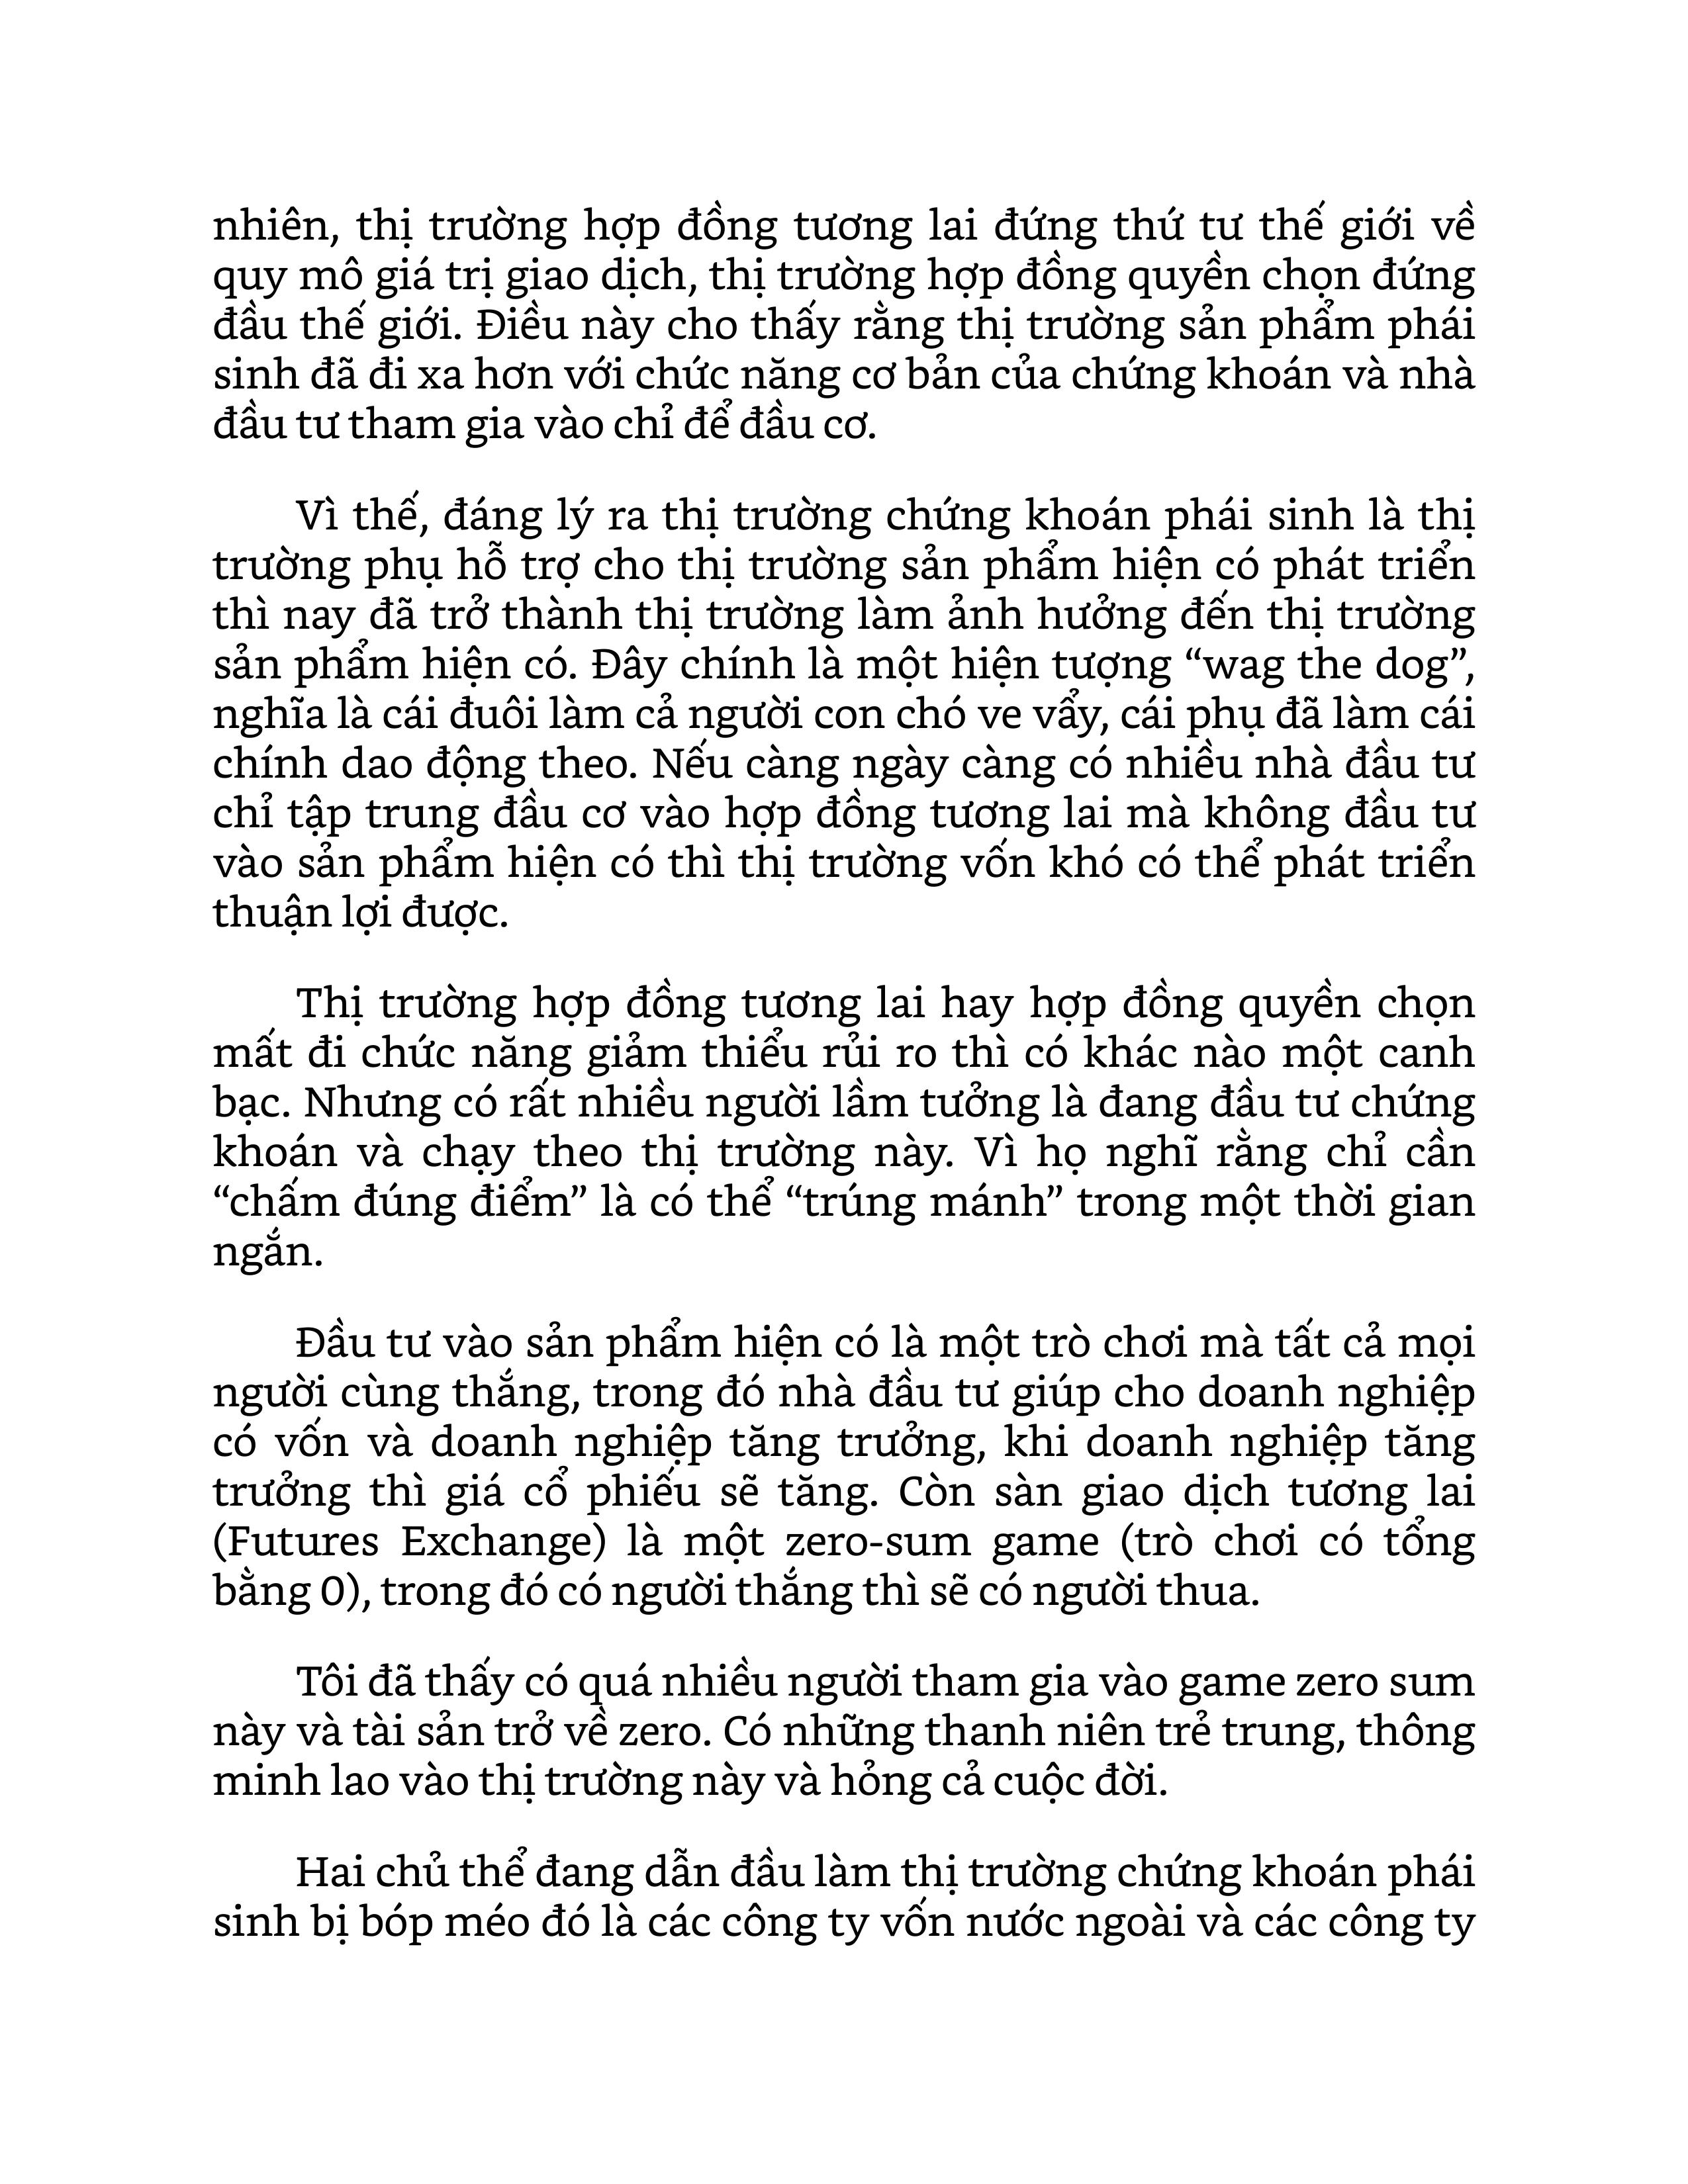 nhiên, thị trường hợp đồng tương lai đứng thứ tư thế giới về
quy mô giá trị giao dịch, thị trường hợp đồng quyền chọn đứng
đầu thế giới. Điều này cho thấy rằng thị trường sản phẩm phái
sinh đã đi xa hơn với chức năng cơ bản của chứng khoán và nhà
đầu tư tham gia vào chỉ để đầu cơ.
Vì thế, đáng lý ra thị trường chứng khoán phái sinh là thị
trường phụ hỗ trợ cho thị trường sản phẩm hiện có phát triển
thì nay đã trở thành thị trường làm ảnh hưởng đến thị trường
sản phẩm hiện có. Đây chính là một hiện tượng “wag the dog”,
nghĩa là cái đuôi làm cả người con chó ve vẩy, cái phụ đã làm cái
chính dao động theo. Nếu càng ngày càng có nhiều nhà đầu tư
chỉ tập trung đầu cơ vào hợp đồng tương lai mà không đầu tư
vào sản phẩm hiện có thì thị trường vốn khó có thể phát triển
thuận lợi được.
Thị trường hợp đồng tương lai hay hợp đồng quyền chọn
mất đi chức năng giảm thiểu rủi ro thì có khác nào một canh
bạc. Nhưng có rất nhiều người lầm tưởng là đang đầu tư chứng
khoán và chạy theo thị trường này. Vì họ nghĩ rằng chỉ cần
“chấm đúng điểm” là có thể “trúng mánh” trong một thời gian
ngắn.
Đầu tư vào sản phẩm hiện có là một trò chơi mà tất cả mọi
người cùng thắng, trong đó nhà đầu tư giúp cho doanh nghiệp
có vốn và doanh nghiệp tăng trưởng, khi doanh nghiệp tăng
trưởng thì giá cổ phiếu sẽ tăng. Còn sàn giao dịch tương lai
(Futures Exchange) là một zero-sum game (trò chơi có tổng
bằng 0), trong đó có người thắng thì sẽ có người thua.
Tôi đã thấy có quá nhiều người tham gia vào game zero sum
này và tài sản trở về zero. Có những thanh niên trẻ trung, thông
minh lao vào thị trường này và hỏng cả cuộc đời.
Hai chủ thể đang dẫn đầu làm thị trường chứng khoán phái
sinh bị bóp méo đó là các công ty vốn nước ngoài và các công ty